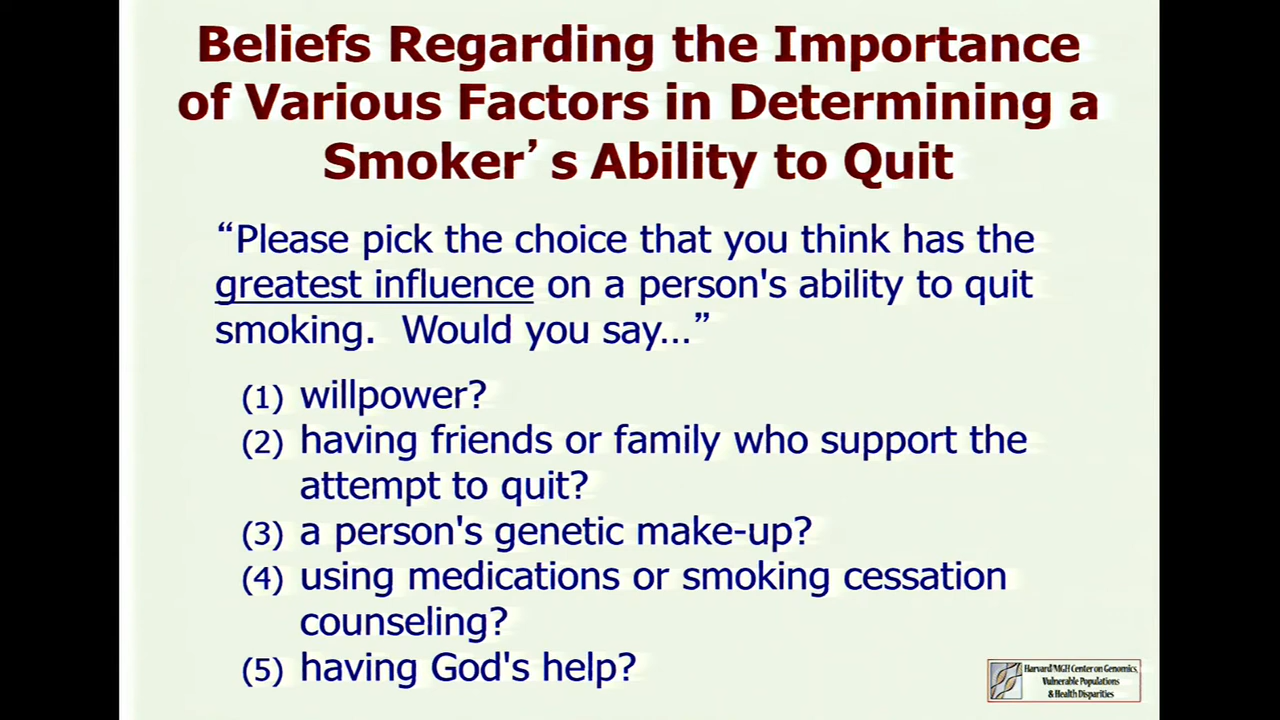 Beliefs Regarding the Importance
of Various Factors in Determining a
Smoker’s Ability to Quit
“Please pick the choice that you think has the
greatest influence on a person's ability to quit
smoking.  Would you say…”
(1) willpower?
(2) having friends or family who support the
attempt to quit?
(3) a person's genetic make-up?
(4) using medications or smoking cessation
counseling?
(5) having God's help?
Harvard/MGH Center on Genomics,
Vulnerable Populations
& Health Disparities